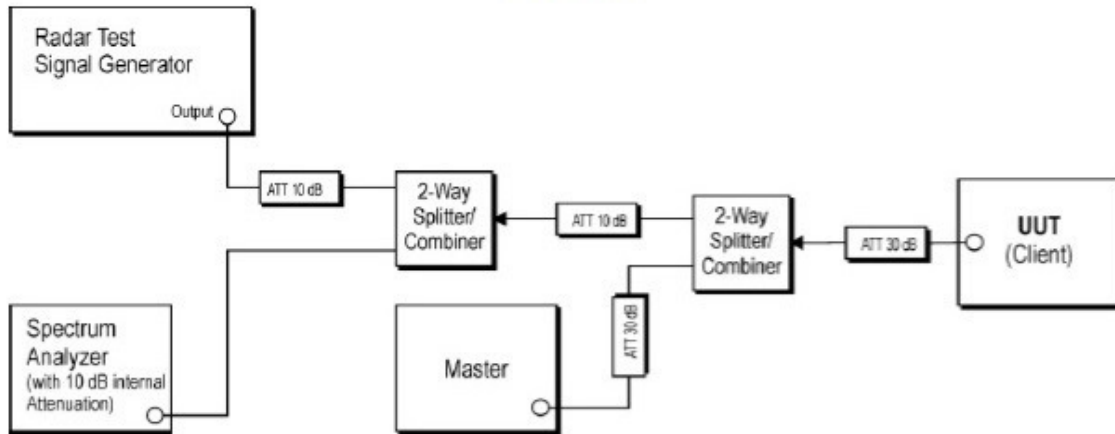 Radar Test
Signal Generator
Output
ATT 10 dB
2-Way
Splitter/
Combiner
ATT 10 dB
2-Way
Splitter/
Combiner
ATT 30 dB
UUT
(Client)
Spectrum
Analyzer
(with 10 dB internal
Attenuation)
Master
ATT 30 dB